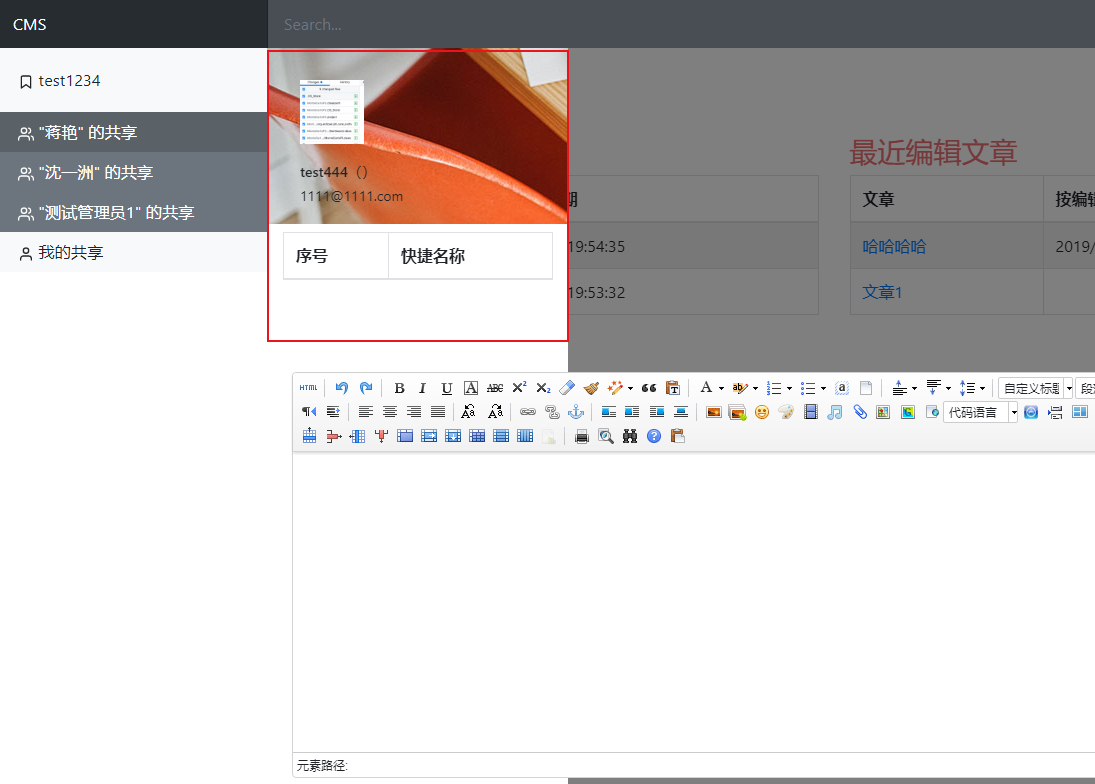 CMS
Search...
test1234
"蒋艳" 的共享
"沈一洲" 的共享
"测试管理员1" 的共享
我的共享
test444（）
1111@1111.com
序号 快捷名称
期
19:54:35
19:53:32
最近编辑文章
文章 按编辑
哈哈哈哈 2019/
文章1
HTML
自定义标题
代码语言
元素路径: